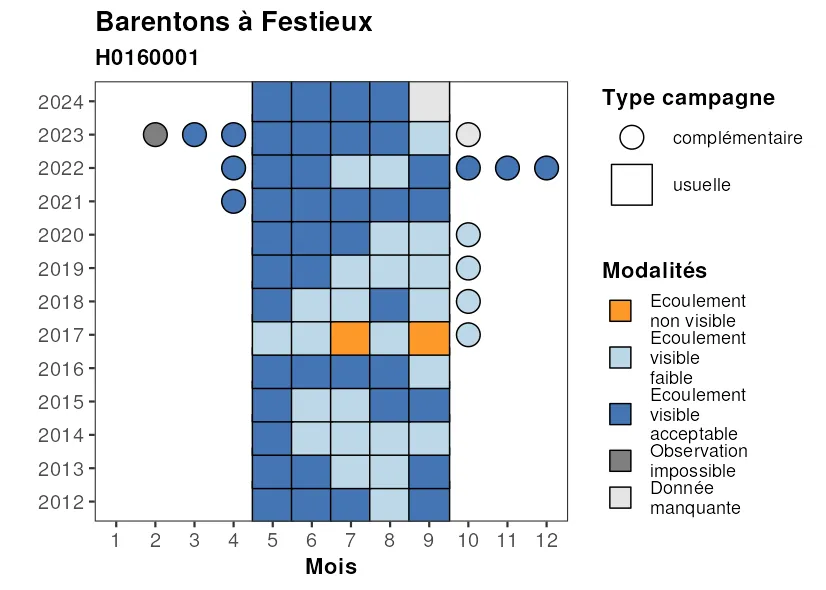 Barentons à Festieux
H0160001
2024
2023
2022
2021
2020
2019
2018
2017
2016
2015
2014
2013
2012
1 2 3 4 5 6 7 8 9 10 11 12
Mois
Type campagne
complémentaire
usuelle
Modalités
Ecoulement
non visible
Ecoulement
visible
faible
Ecoulement
visible
acceptable
Observation
impossible
Donnée
manquante